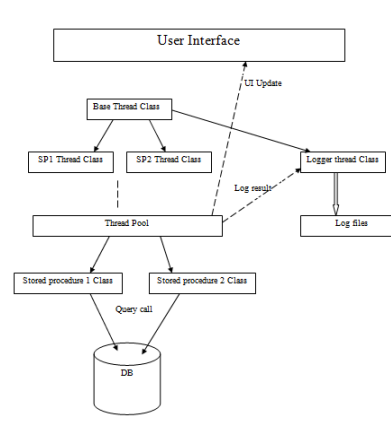 User Interface
UI Update
Base Thread Class
SP1 Thread Class
SP2 Thread Class
Logger thread Class
Log result
Thread Pool
Log files
Stored procedure 1 Class
Stored procedure 2 Class
Query call
DB